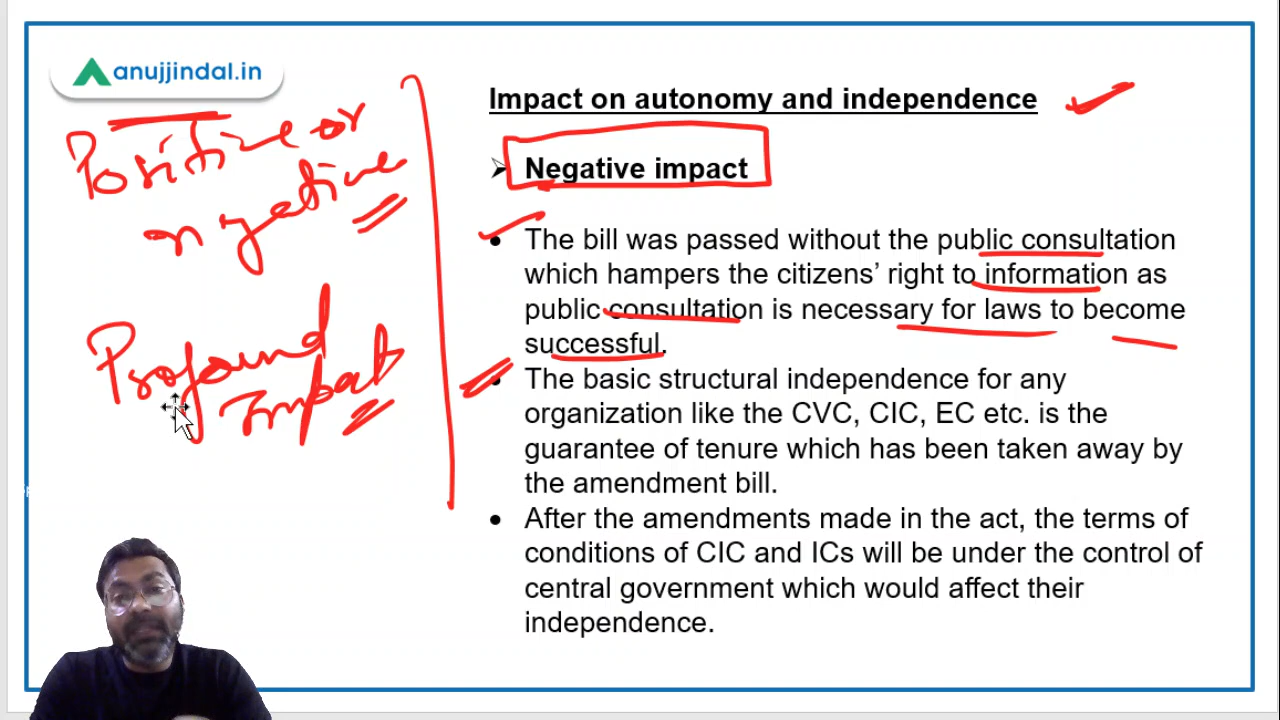 anujjindal.in
Positive or
negative
Profound
Impact
Impact on autonomy and independence
➢ Negative impact
• The bill was passed without the public consultation
which hampers the citizens’ right to information as
public consultation is necessary for laws to become
successful.
• The basic structural independence for any
organization like the CVC, CIC, EC etc. is the
guarantee of tenure which has been taken away by
the amendment bill.
• After the amendments made in the act, the terms of
conditions of CIC and ICs will be under the control of
central government which would affect their
independence.